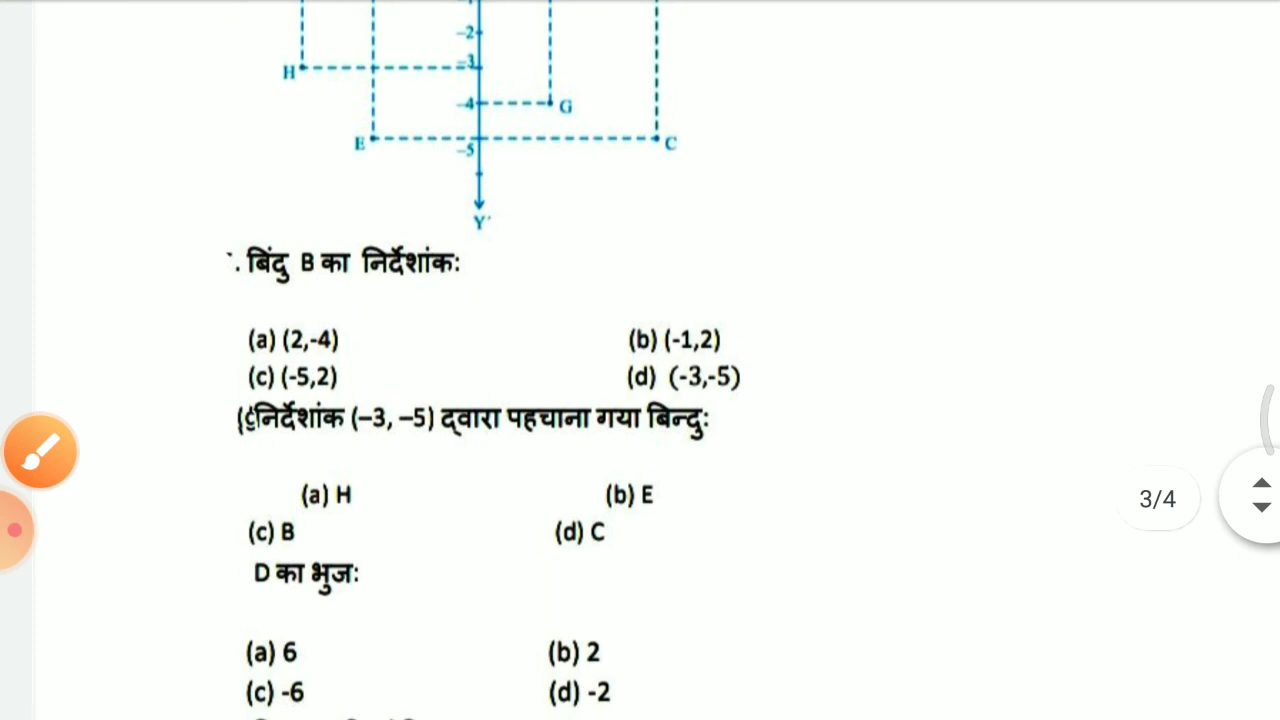 -2
-3
H
-4
G
E
-5
C
Y'
. बिंदु B का निर्देशांक:
(a) (2,-4) (b) (-1,2)
(c) (-5,2) (d) (-3,-5)
निर्देशांक (–3, –5) द्वारा पहचाना गया बिन्दु:
(a) H (b) E
(c) B (d) C
D का भुज:
(a) 6 (b) 2
(c) -6 (d) -2
3/4